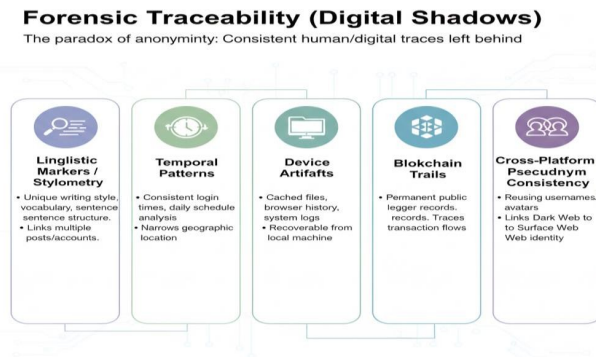 Forensic Traceability (Digital Shadows)
The paradox of anonyminty: Consistent human/digital traces left behind
Linglistic
Markers /
Stylometry
• Unique writing style,
vocabulary, sentence
sentence structure.
• Links multiple
posts/accounts.
Temporal
Patterns
• Consistent login
times, daily schedule
analysis
• Narrows geographic
location
Device
Artifafts
• Cached files,
browser history,
system logs
• Recoverable from
local machine
Blokchain
Trails
• Permanent public
legger records.
records. Traces
transaction flows
Cross-Platform
Psecudnym
Consistency
• Reusing usernames
avatars
• Links Dark Web to
to Surface Web
Web identity